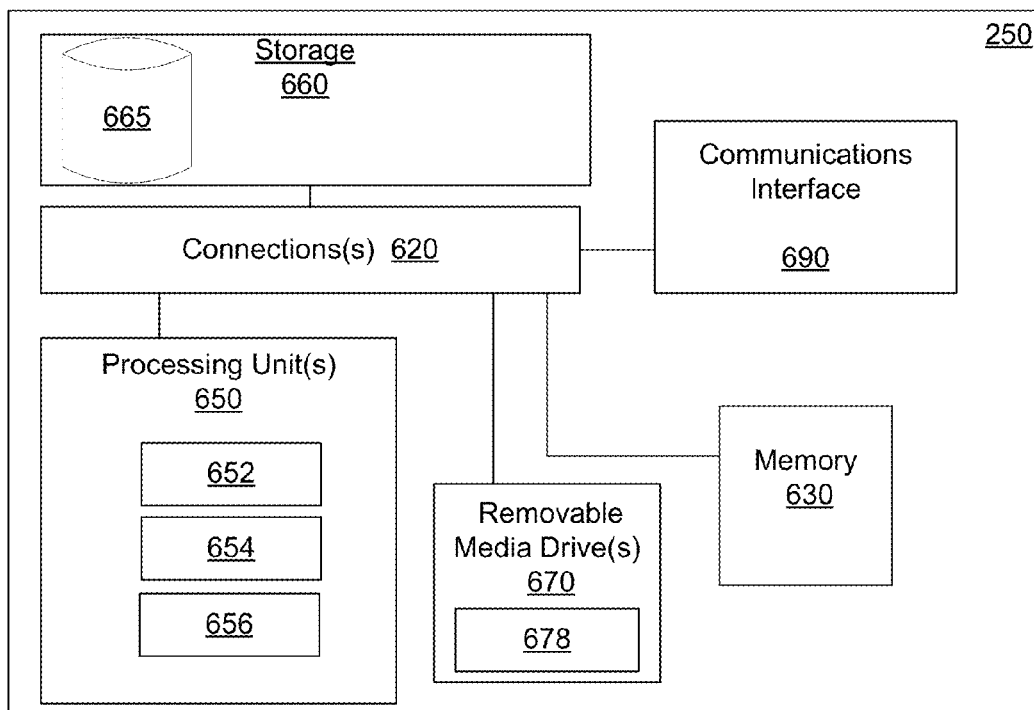 250
Storage
660
665
Communications
Interface
690
Connections(s) 620
Processing Unit(s)
650
652
654
656
Removable
Media Drive(s)
670
678
Memory
630